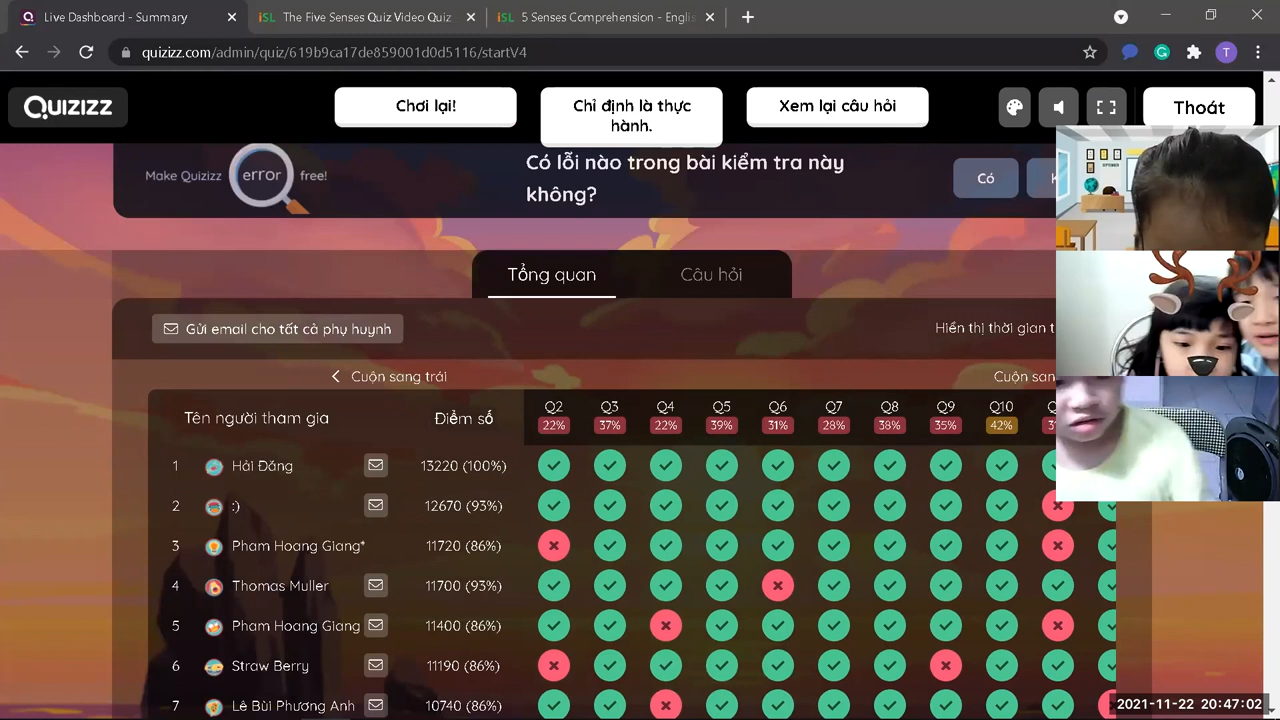 Live Dashboard - Summary
The Five Senses Quiz Video Quiz
5 Senses Comprehension - Englis
quizizz.com/admin/quiz/619b9ca17de859001d0d5116/startV4
T
QUIZIZZ
Chơi lại!
Chỉ định là thực
hành.
Xem lại câu hỏi
Thoát
Make Quizizz error free!
Có lỗi nào trong bài kiểm tra này
không?
Có
K
Tổng quan
Câu hỏi
Gửi email cho tất cả phụ huynh
Hiển thị thời gian t
Cuộn sang trái
Cuộn san
Tên người tham gia Điểm số Q2 Q3 Q4 Q5 Q6 Q7 Q8 Q9 Q10 Q
22% 37% 22% 39% 31% 28% 38% 35% 42% 3
1 Hải Đăng 13220 (100%)
2 :) 12670 (93%)
3 Pham Hoang Giang* 11720 (86%)
4 Thomas Muller 11700 (93%)
5 Pham Hoang Giang 11400 (86%)
6 Straw Berry 11190 (86%)
7 Lê Bùi Phương Anh 10740 (86%)
2021-11-22 20:47:02